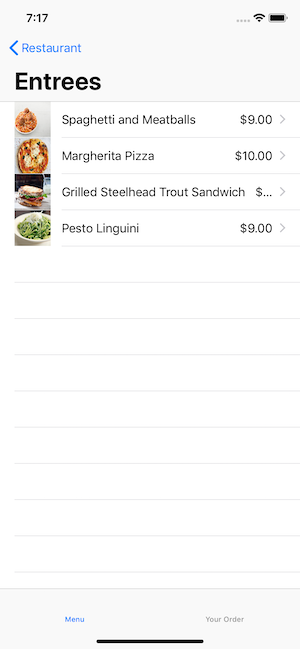 7:17
Restaurant
Entrees
Spaghetti and Meatballs $9.00
Margherita Pizza $10.00
Grilled Steelhead Trout Sandwich $...
Pesto Linguini $9.00
Menu Your Order